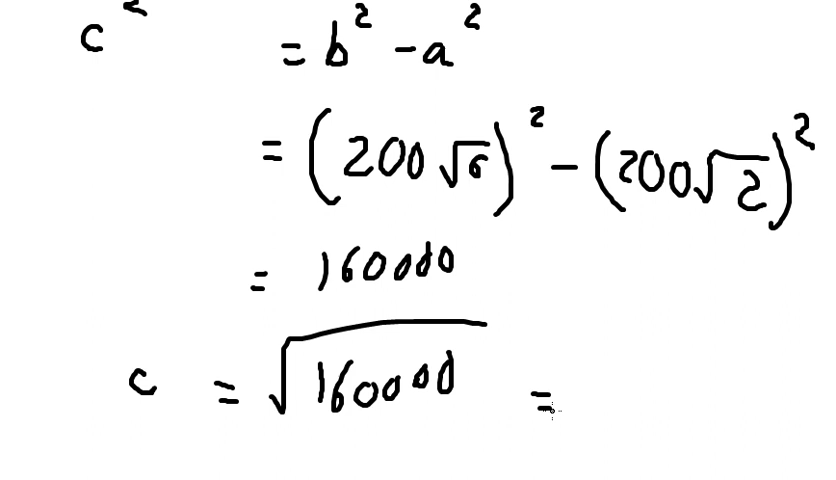 c² = b² - a²
= (200√6)² - (200√2)²
= 160000
c = √160000 =